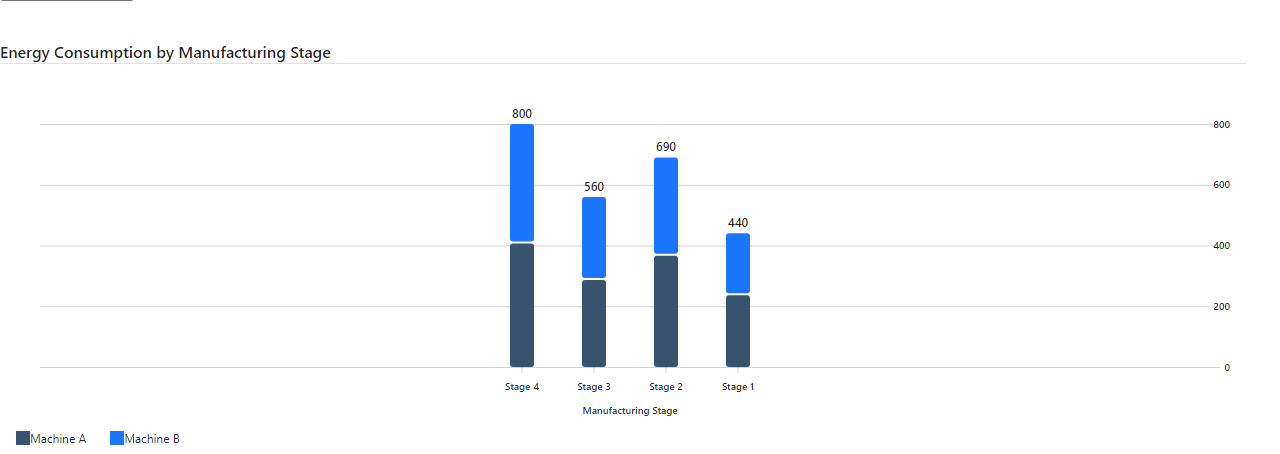 Energy Consumption by Manufacturing Stage
800
690
560
440
800
600
400
200
0
Stage 4 Stage 3 Stage 2 Stage 1
Manufacturing Stage
Machine A Machine B